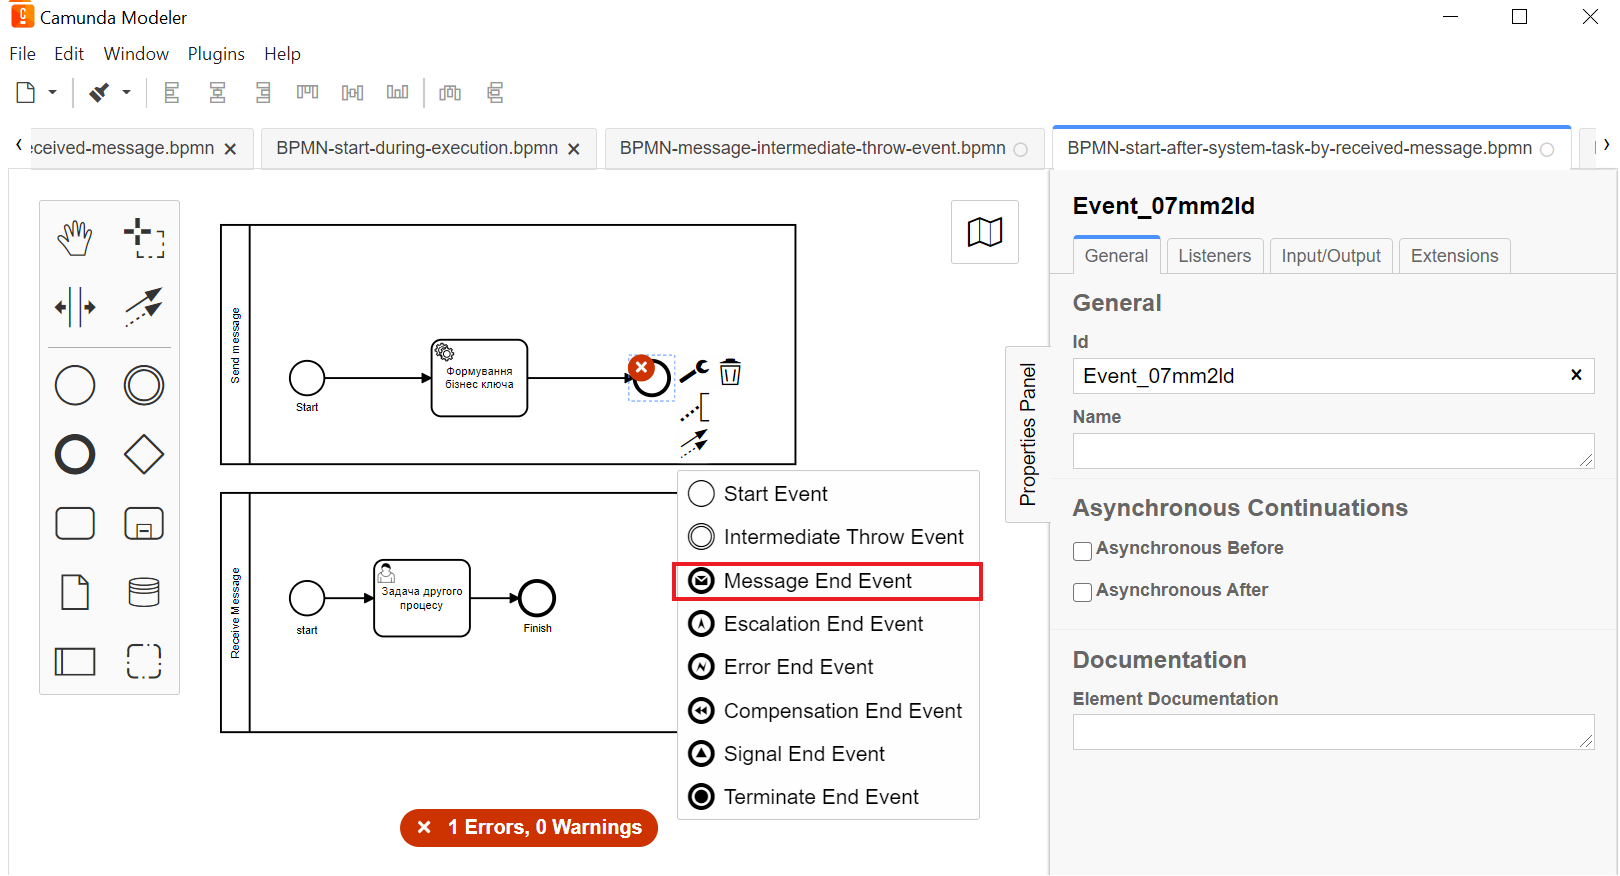 Camunda Modeler
File Edit Window Plugins Help
eceived-message.bpmn
BPMN-start-during-execution.bpmn
BPMN-message-intermediate-throw-event.bpmn
BPMN-start-after-system-task-by-received-message.bpmn
Send message
Start
Формування
бізнес ключа
Receive Message
start
Задача другого
процесу
Finish
Start Event
Intermediate Throw Event
Message End Event
Escalation End Event
Error End Event
Compensation End Event
Signal End Event
Terminate End Event
1 Errors, 0 Warnings
Properties Panel
Event_07mm2ld
General Listeners Input/Output Extensions
General
Id
Event_07mm2ld
Name
Asynchronous Continuations
Asynchronous Before
Asynchronous After
Documentation
Element Documentation